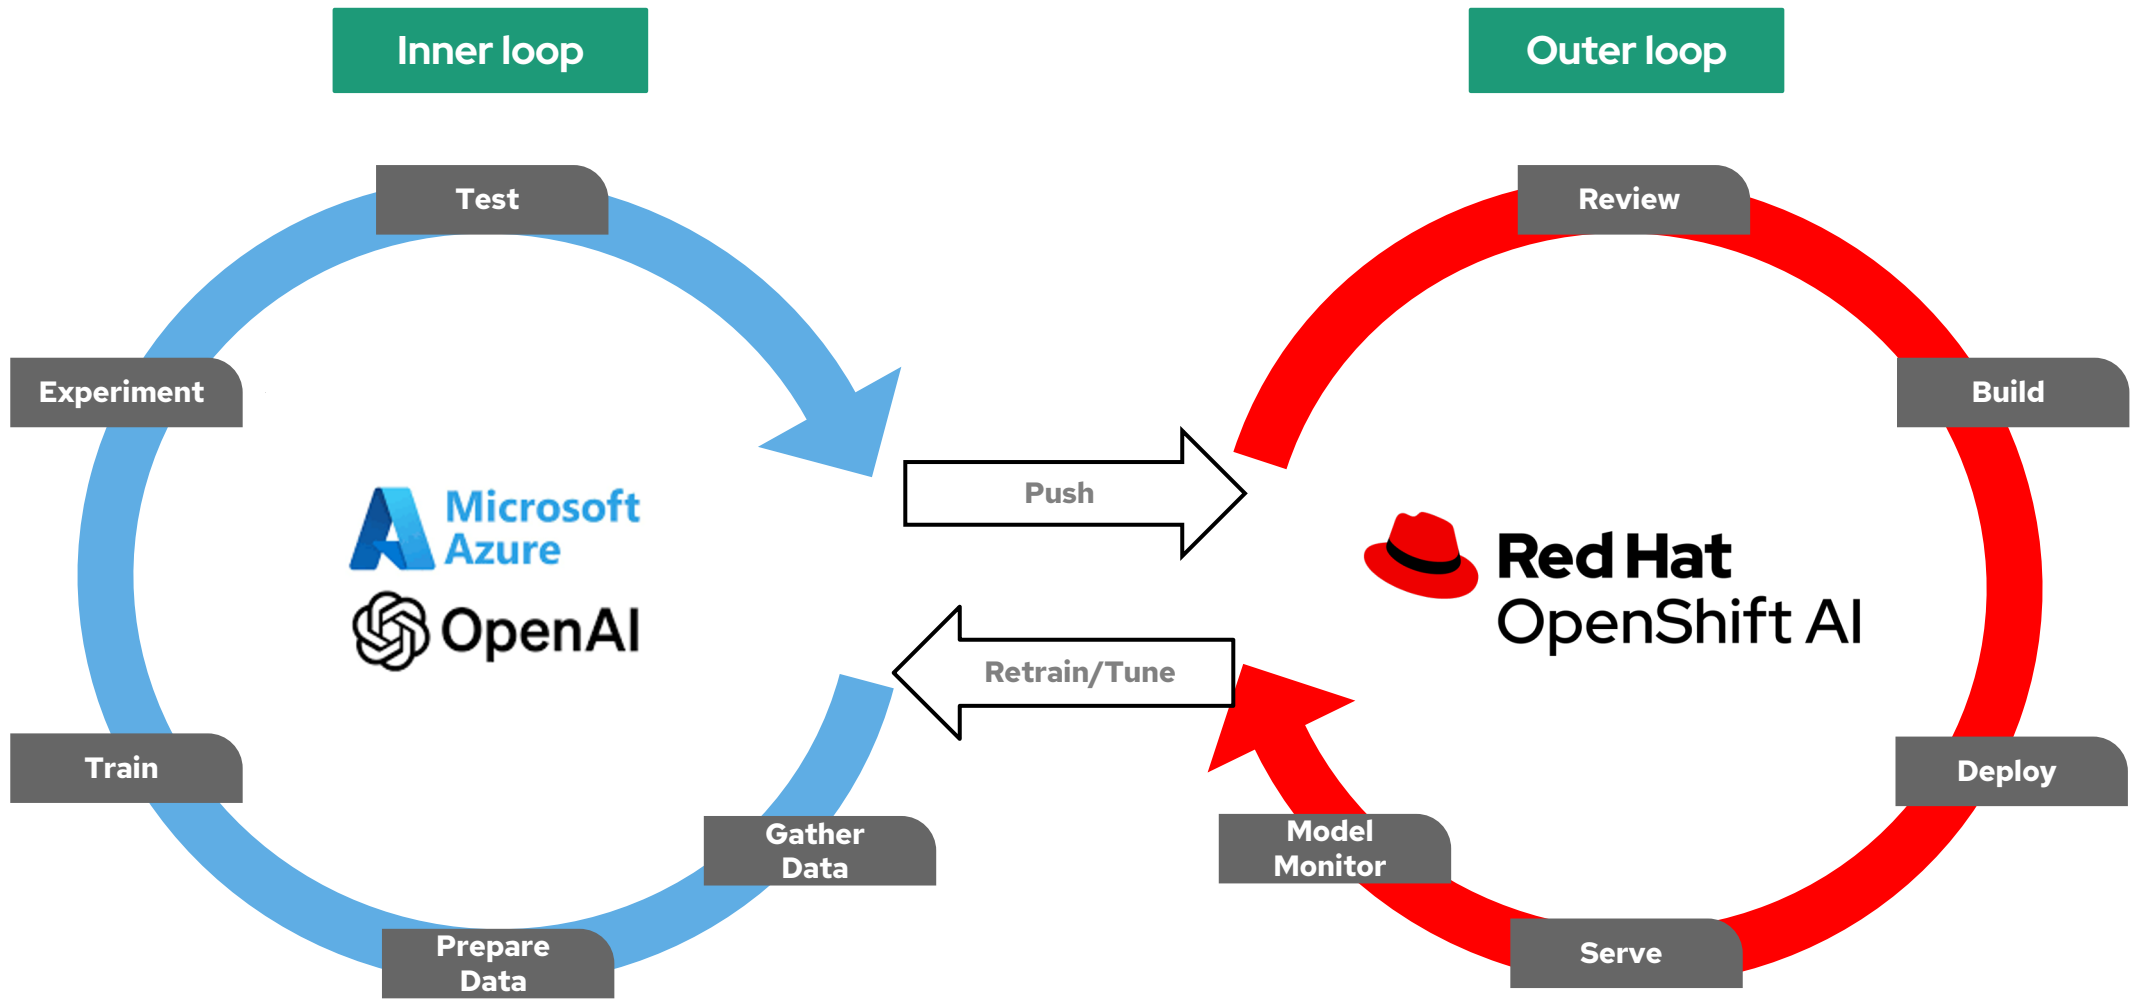 Inner loop
Outer loop
Test
Review
Experiment
Build
Microsoft
Azure
OpenAI
Push
Red Hat
OpenShift AI
Retrain/Tune
Train
Deploy
Gather
Data
Model
Monitor
Prepare
Data
Serve